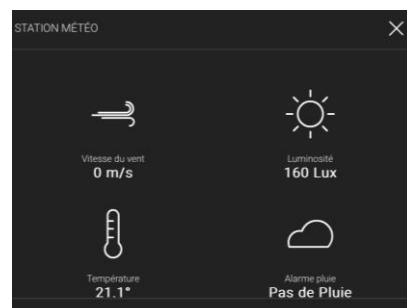 STATION MÉTÉO
Vitesse du vent
0 m/s
Luminosité
160 Lux
Température
21.1°
Alarme pluie
Pas de Pluie